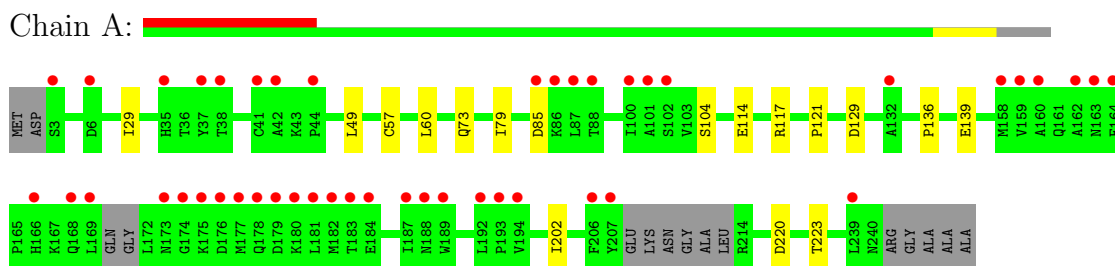 Chain A:
MET ASP S3 D6 I29 H35 T36 Y37 T38 C41 A42 K43 P44 L49 C57 L60 Q73 I79 D85 K86 L87 T88 I100 A101 S102 V103 S104 E114 R117 P121 D129 A132 P136 E139 M158 V159 A160 Q161 A162 N163 E164
P165 H166 K167 Q168 L169 GLN GLY L172 N173 G174 K175 D176 M177 Q178 D179 K180 L181 M182 T183 E184 I187 N188 W189 L192 P193 V194 I202 F206 Y207 GLU LYS ASN GLY ALA LEU R214 D220 T223 L239 N240 ARG GLY ALA ALA ALA